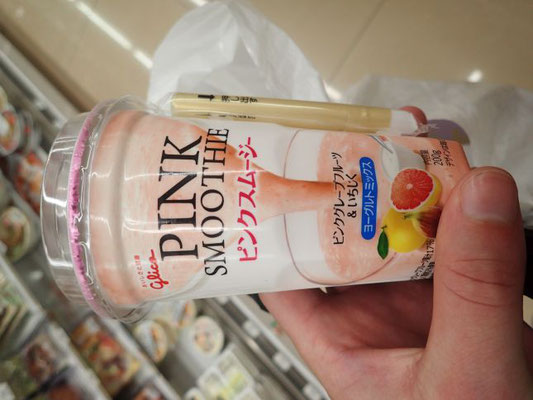 PINK
SMOOTHIE
ピンクスムージー
ピンクグレープフルーツ
&いちじく
ヨーグルトミックス
200g
glico